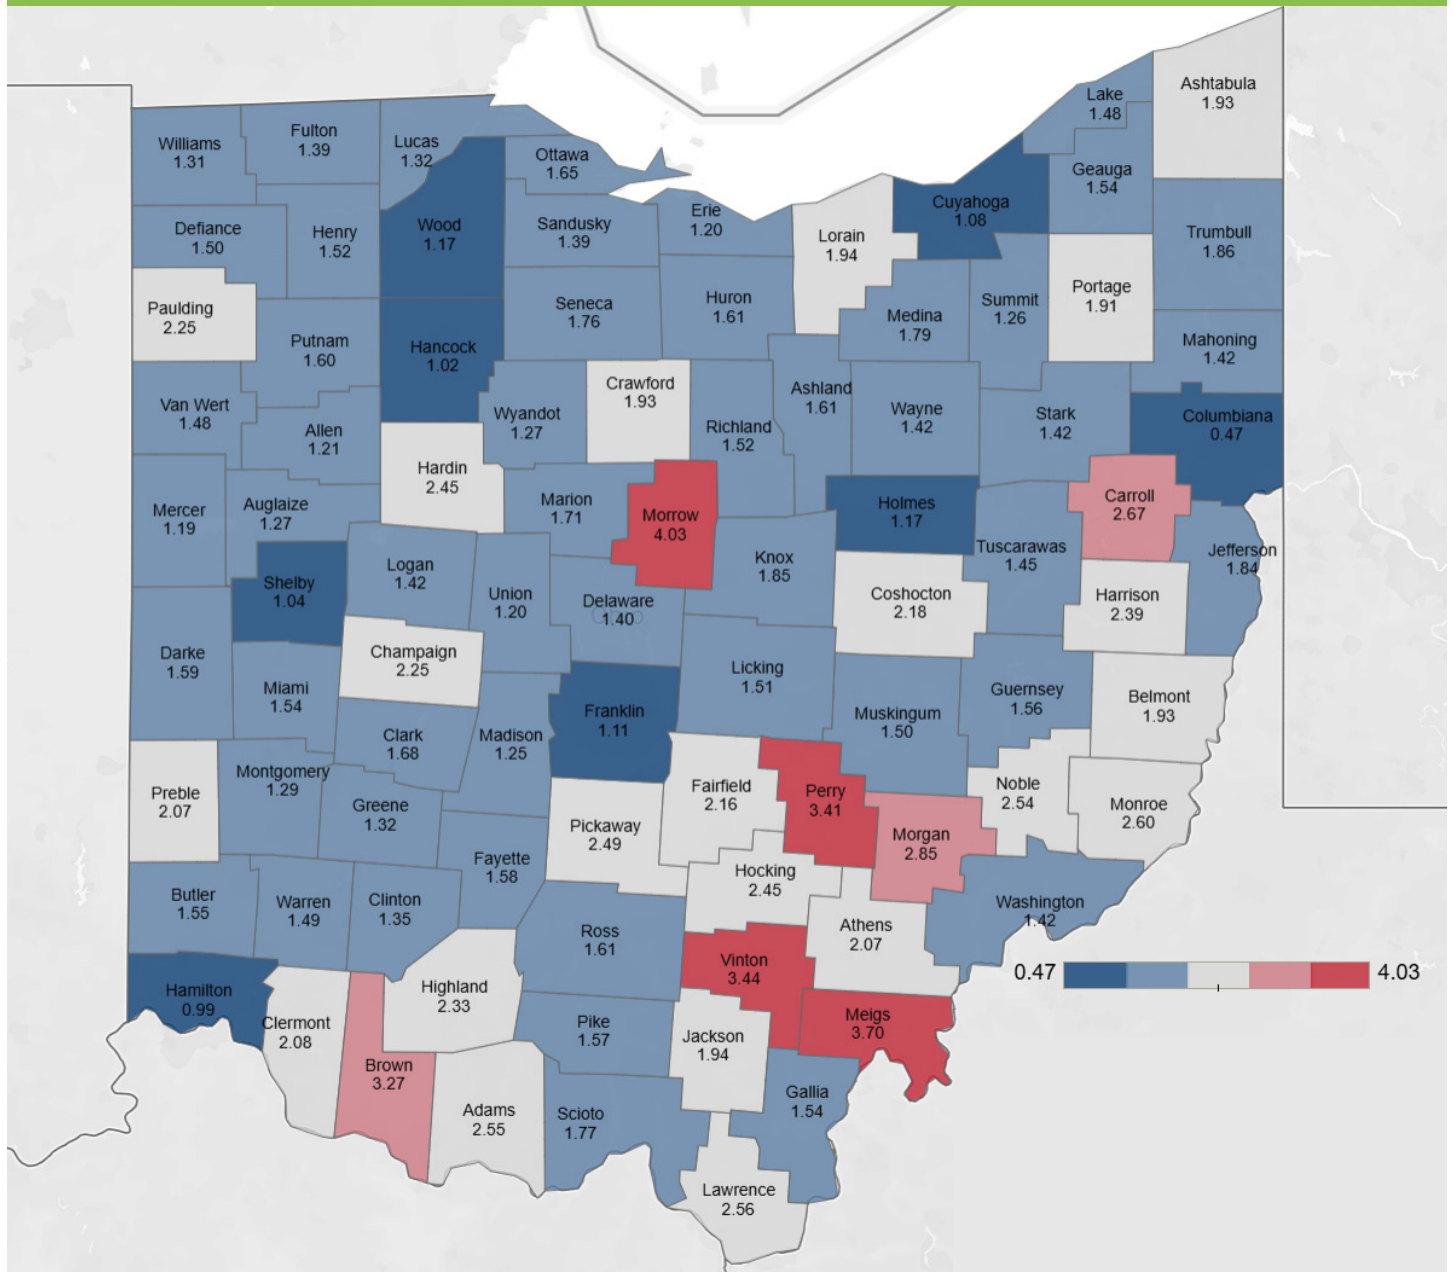 Ashtabula
1.93
Lake
1.48
Fulton
1.39
Williams
1.31
Lucas
1.32
Ottawa
1.65
Geauga
1.54
Cuyahoga
1.08
Erie
1.20
Wood
1.17
Sandusky
1.39
Defiance
1.50
Henry
1.52
Lorain
1.94
Trumbull
1.86
Paulding
2.25
Seneca
1.76
Huron
1.61
Medina
1.79
Summit
1.26
Portage
1.91
Putnam
1.60
Hancock
1.02
Mahoning
1.42
Crawford
1.93
Ashland
1.61
Van Wert
1.48
Wyandot
1.27
Wayne
1.42
Stark
1.42
Columbiana
0.47
Allen
1.21
Richland
1.52
Hardin
2.45
Mercer
1.19
Auglaize
1.27
Marion
1.71
Morrow
4.03
Holmes
1.17
Carroll
2.67
Tuscarawas
1.45
Jefferson
1.84
Shelby
1.04
Logan
1.42
Union
1.20
Delaware
1.40
Knox
1.85
Coshocton
2.18
Harrison
2.39
Darke
1.59
Champaign
2.25
Licking
1.51
Miami
1.54
Guernsey
1.56
Belmont
1.93
Franklin
1.11
Muskingum
1.50
Clark
1.68
Madison
1.25
Montgomery
1.29
Preble
2.07
Greene
1.32
Fairfield
2.16
Perry
3.41
Noble
2.54
Monroe
2.60
Pickaway
2.49
Morgan
2.85
Fayette
1.58
Hocking
2.45
Butler
1.55
Warren
1.49
Clinton
1.35
Washington
1.42
Ross
1.61
Athens
2.07
Vinton
3.44
0.47
4.03
Hamilton
0.99
Highland
2.33
Clermont
2.08
Pike
1.57
Jackson
1.94
Meigs
3.70
Brown
3.27
Gallia
1.54
Adams
2.55
Scioto
1.77
Lawrence
2.56